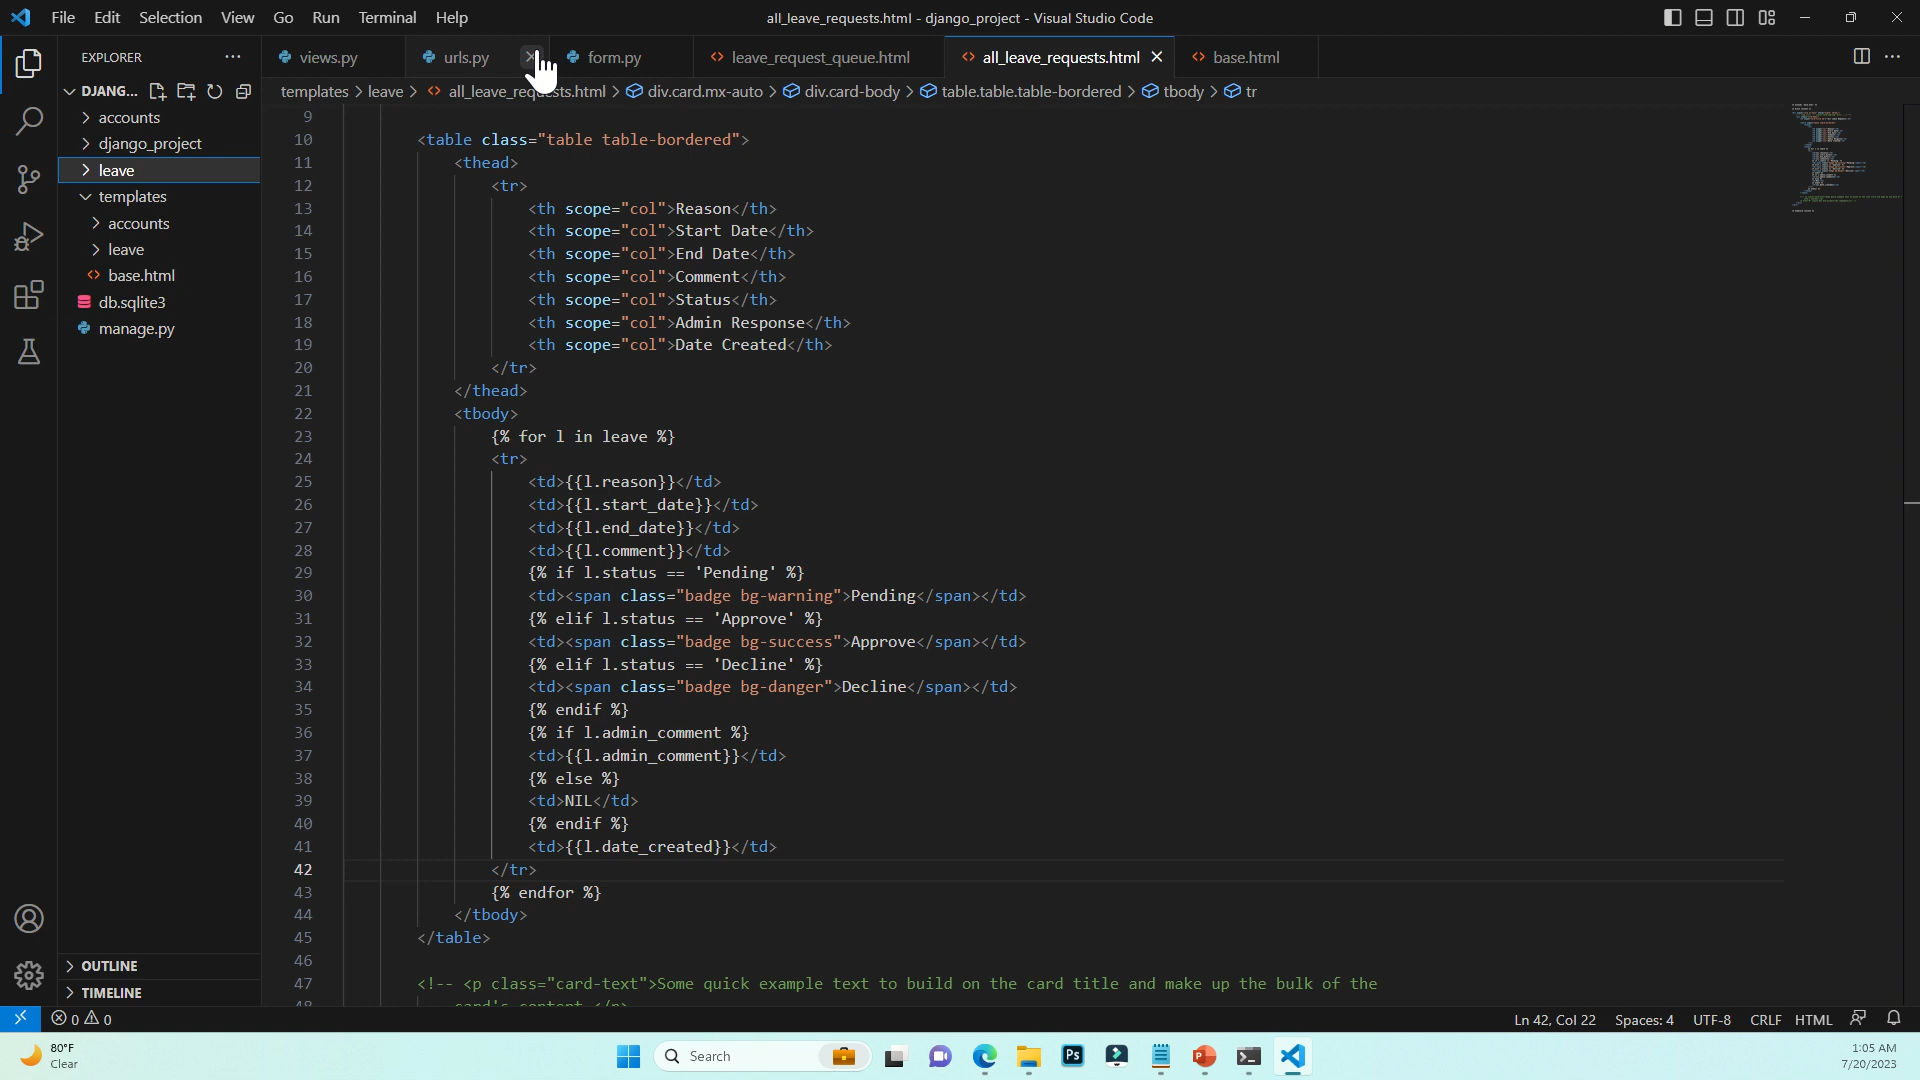 File Edit Selection View Go Run Terminal Help
all_leave_requests.html - django_project - Visual Studio Code
EXPLORER
views.py
urls.py
form.py
leave_request_queue.html
all_leave_requests.html
base.html
DJANG...
templates > leave > <> all_leave_requests.html > div.card.mx-auto > div.card-body > table.table.table-bordered > tbody > tr
accounts
django_project
leave
templates
accounts
leave
base.html
db.sqlite3
manage.py
9
10 <table class="table table-bordered">
11 <thead>
12 <tr>
13 <th scope="col">Reason</th>
14 <th scope="col">Start Date</th>
15 <th scope="col">End Date</th>
16 <th scope="col">Comment</th>
17 <th scope="col">Status</th>
18 <th scope="col">Admin Response</th>
19 <th scope="col">Date Created</th>
20 </tr>
21 </thead>
22 <tbody>
23 {% for l in leave %}
24 <tr>
25 <td>{{l.reason}}</td>
26 <td>{{l.start_date}}</td>
27 <td>{{l.end_date}}</td>
28 <td>{{l.comment}}</td>
29 {% if l.status == 'Pending' %}
30 <td><span class="badge bg-warning">Pending</span></td>
31 {% elif l.status == 'Approve' %}
32 <td><span class="badge bg-success">Approve</span></td>
33 {% elif l.status == 'Decline' %}
34 <td><span class="badge bg-danger">Decline</span></td>
35 {% endif %}
36 {% if l.admin_comment %}
37 <td>{{l.admin_comment}}</td>
38 {% else %}
39 <td>NIL</td>
40 {% endif %}
41 <td>{{l.date_created}}</td>
42 </tr>
43 {% endfor %}
44 </tbody>
45 </table>
46
47 <!-- <p class="card-text">Some quick example text to build on the card title and make up the bulk of the
48 card's content.</p>
OUTLINE
TIMELINE
0 0
Ln 42, Col 22 Spaces: 4 UTF-8 CRLF HTML
80°F
Clear
Search
Ps
1:05 AM
7/20/2023